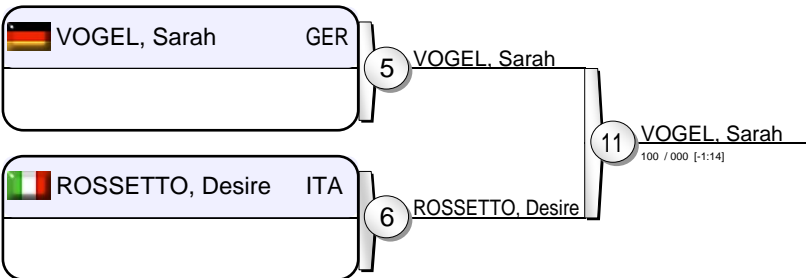 VOGEL, Sarah GER
5
VOGEL, Sarah
11
VOGEL, Sarah
100 / 000 [-1:14]
ROSSETTO, Desire ITA
6
ROSSETTO, Desire